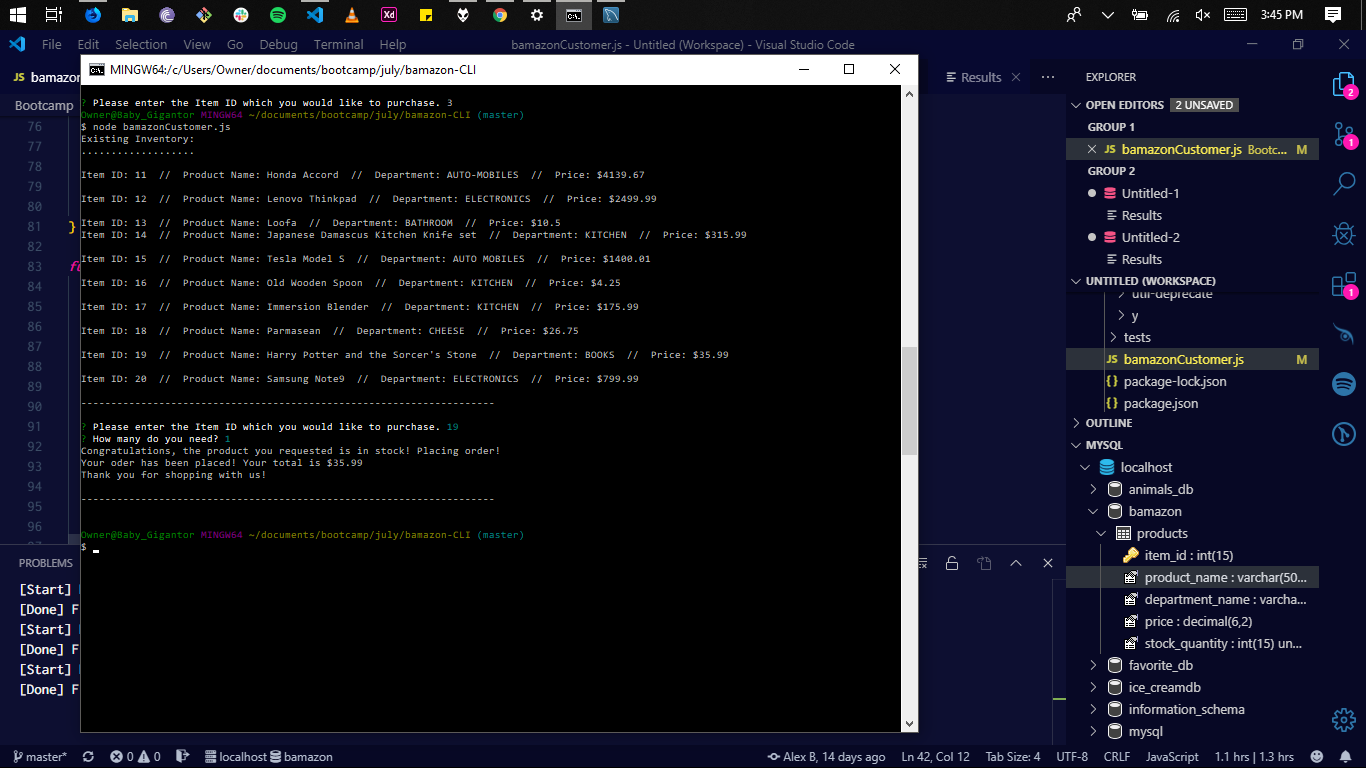 3:45 PM
File Edit Selection View Go Debug Terminal Help
bamazonCustomer.js - Untitled (Workspace) - Visual Studio Code
JS bamazon
Bootcamp
76
77
78
79
80
81 }
82
83 fu
84
85
86
87
88
89
90
91
92
93
94
95
96
MINGW64:/c/Users/Owner/documents/bootcamp/july/bamazon-CLI
? Please enter the Item ID which you would like to purchase. 3
Owner@Baby_Gigantor MINGW64 ~/documents/bootcamp/july/bamazon-CLI (master)
$ node bamazonCustomer.js
Existing Inventory:
...................
Item ID: 11 // Product Name: Honda Accord // Department: AUTO-MOBILES // Price: $4139.67
Item ID: 12 // Product Name: Lenovo Thinkpad // Department: ELECTRONICS // Price: $2499.99
Item ID: 13 // Product Name: Loofa // Department: BATHROOM // Price: $10.5
Item ID: 14 // Product Name: Japanese Damascus Kitchen Knife set // Department: KITCHEN // Price: $315.99
Item ID: 15 // Product Name: Tesla Model S // Department: AUTO MOBILES // Price: $1400.01
Item ID: 16 // Product Name: Old Wooden Spoon // Department: KITCHEN // Price: $4.25
Item ID: 17 // Product Name: Immersion Blender // Department: KITCHEN // Price: $175.99
Item ID: 18 // Product Name: Parmasean // Department: CHEESE // Price: $26.75
Item ID: 19 // Product Name: Harry Potter and the Sorcer's Stone // Department: BOOKS // Price: $35.99
Item ID: 20 // Product Name: Samsung Note9 // Department: ELECTRONICS // Price: $799.99
---------------------------------------------------------------------
? Please enter the Item ID which you would like to purchase. 19
? How many do you need? 1
Congratulations, the product you requested is in stock! Placing order!
Your oder has been placed! Your total is $35.99
Thank you for shopping with us!
---------------------------------------------------------------------
Owner@Baby_Gigantor MINGW64 ~/documents/bootcamp/july/bamazon-CLI (master)
$
PROBLEMS
[Start]
[Done] F
[Start]
[Done] F
[Start]
[Done] F
Results
EXPLORER
OPEN EDITORS 2 UNSAVED
GROUP 1
JS bamazonCustomer.js Bootc... M
GROUP 2
Untitled-1
Results
Untitled-2
Results
UNTITLED (WORKSPACE)
util-deprecate
y
tests
JS bamazonCustomer.js M
{} package-lock.json
{} package.json
OUTLINE
MYSQL
localhost
animals_db
bamazon
products
item_id : int(15)
product_name : varchar(50...
department_name : varcha...
price : decimal(6,2)
stock_quantity : int(15) un...
favorite_db
ice_creamdb
information_schema
mysql
2
1
1
Xd
master* 0 0 localhost bamazon Alex B, 14 days ago Ln 42, Col 12 Tab Size: 4 UTF-8 CRLF JavaScript 1.1 hrs | 1.3 hrs